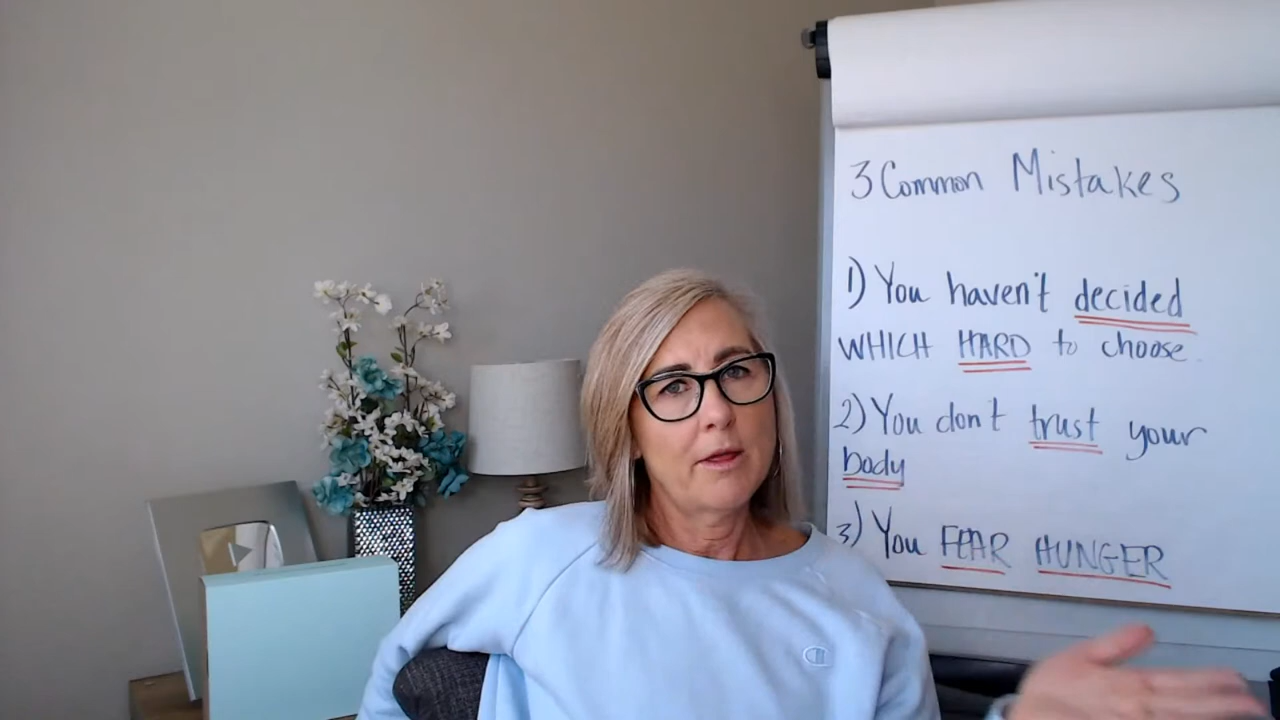 3 Common Mistakes
1) You haven't decided
WHICH HARD to choose.
2) You don't trust your
body
3) You FEAR HUNGER